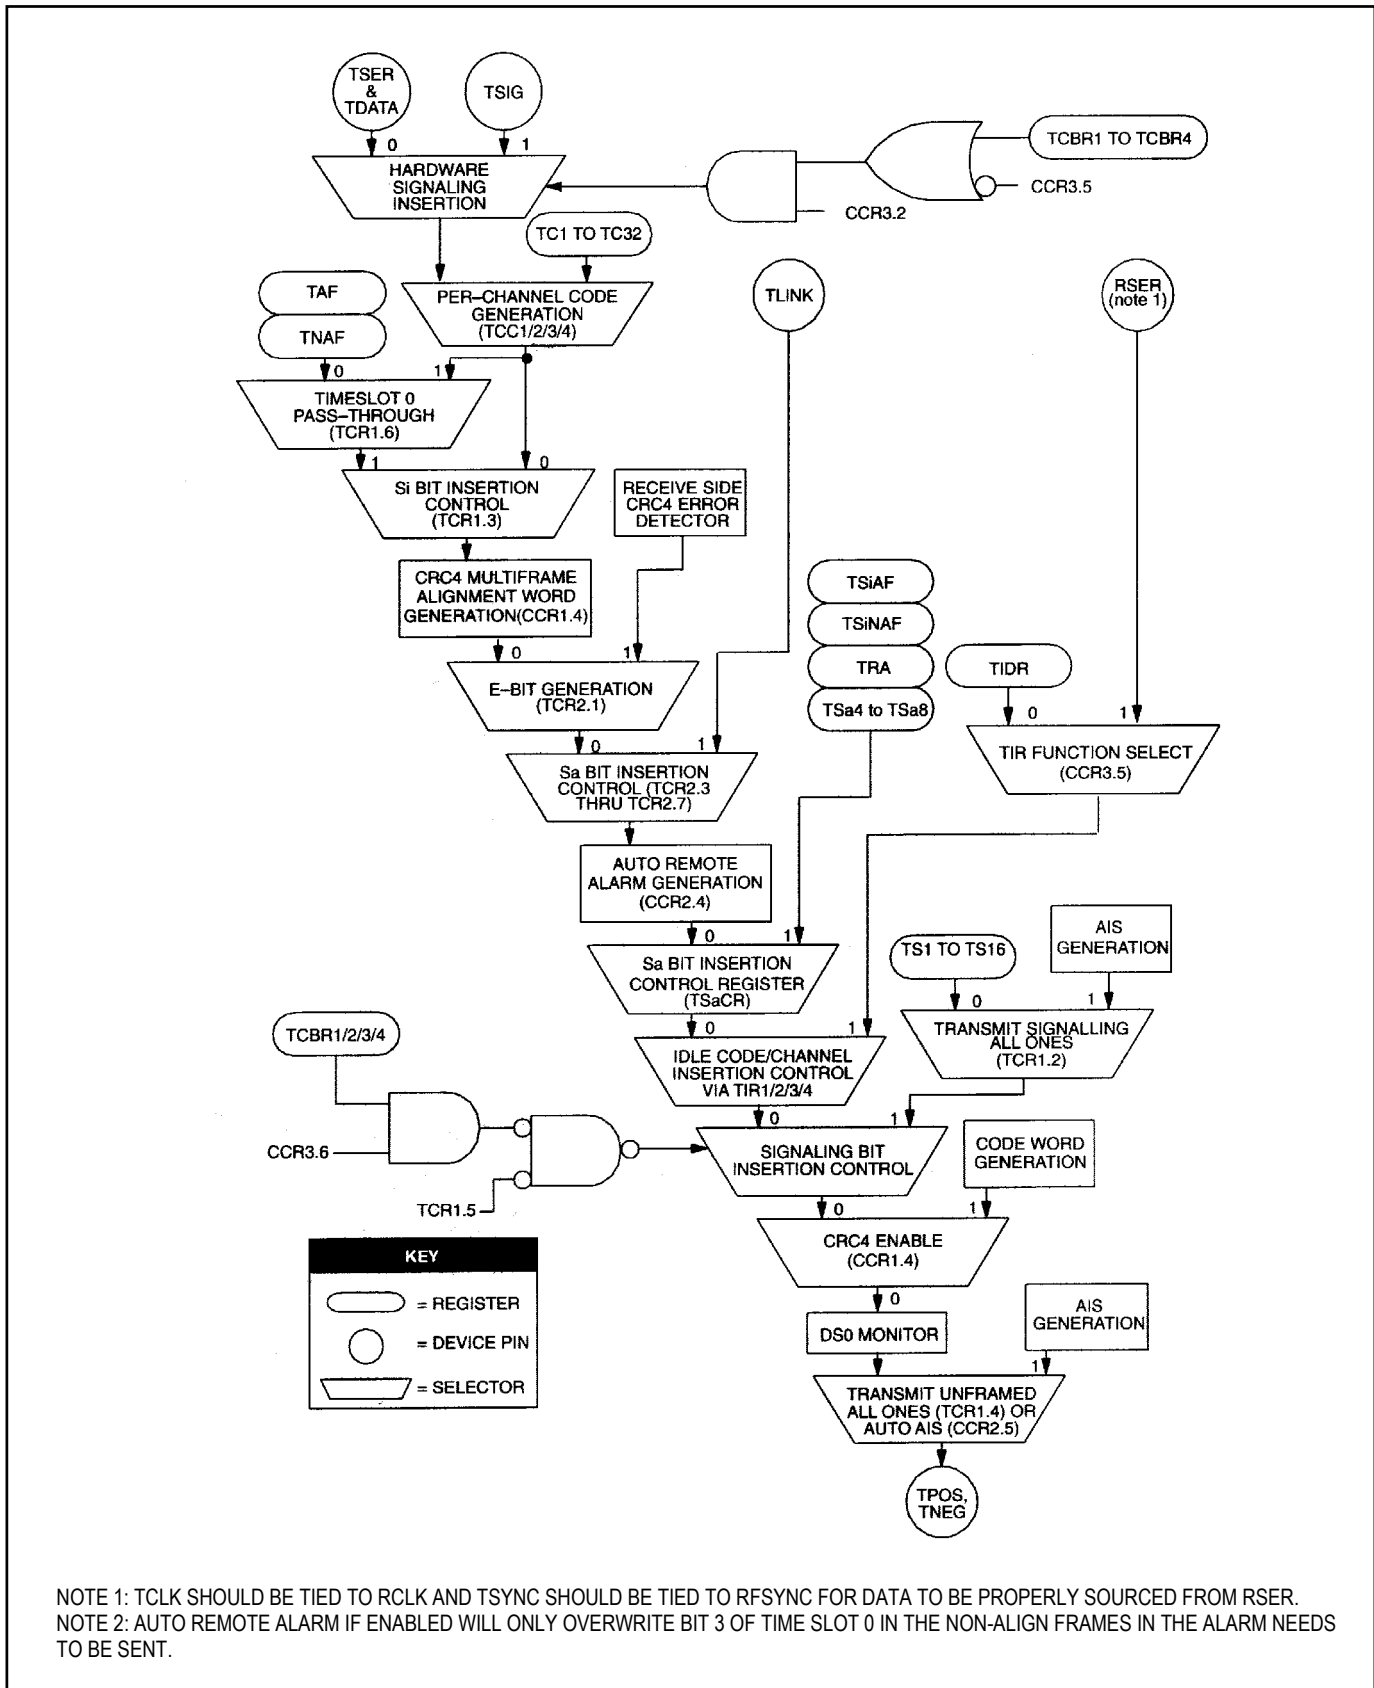 TSER
&
TDATA
TSIG
0
1
TCBR1 TO TCBR4
CCR3.5
CCR3.2
HARDWARE
SIGNALING
INSERTION
TC1 TO TC32
TAF
TNAF
PER–CHANNEL CODE
GENERATION
(TCC1/2/3/4)
TLINK
RSER
(note 1)
0
1
TIMESLOT 0
PASS–THROUGH
(TCR1.6)
1
0
Si BIT INSERTION
CONTROL
(TCR1.3)
RECEIVE SIDE
CRC4 ERROR
DETECTOR
CRC4 MULTIFRAME
ALIGNMENT WORD
GENERATION(CCR1.4)
TSiAF
TSiNAF
TRA
TSa4 to TSa8
TIDR
0
1
E–BIT GENERATION
(TCR2.1)
0
1
TIR FUNCTION SELECT
(CCR3.5)
0
1
Sa BIT INSERTION
CONTROL (TCR2.3
THRU TCR2.7)
AUTO REMOTE
ALARM GENERATION
(CCR2.4)
0
1
Sa BIT INSERTION
CONTROL REGISTER
(TSaCR)
TS1 TO TS16
AIS
GENERATION
0
1
TRANSMIT SIGNALLING
ALL ONES
(TCR1.2)
0
1
IDLE CODE/CHANNEL
INSERTION CONTROL
VIA TIR1/2/3/4
TCBR1/2/3/4
CCR3.6
TCR1.5
0
1
SIGNALING BIT
INSERTION CONTROL
CODE WORD
GENERATION
0
1
CRC4 ENABLE
(CCR1.4)
0
DS0 MONITOR
AIS
GENERATION
1
TRANSMIT UNFRAMED
ALL ONES (TCR1.4) OR
AUTO AIS (CCR2.5)
TPOS,
TNEG
KEY
= REGISTER
= DEVICE PIN
= SELECTOR
NOTE 1: TCLK SHOULD BE TIED TO RCLK AND TSYNC SHOULD BE TIED TO RFSYNC FOR DATA TO BE PROPERLY SOURCED FROM RSER.
NOTE 2: AUTO REMOTE ALARM IF ENABLED WILL ONLY OVERWRITE BIT 3 OF TIME SLOT 0 IN THE NON-ALIGN FRAMES IN THE ALARM NEEDS
TO BE SENT.